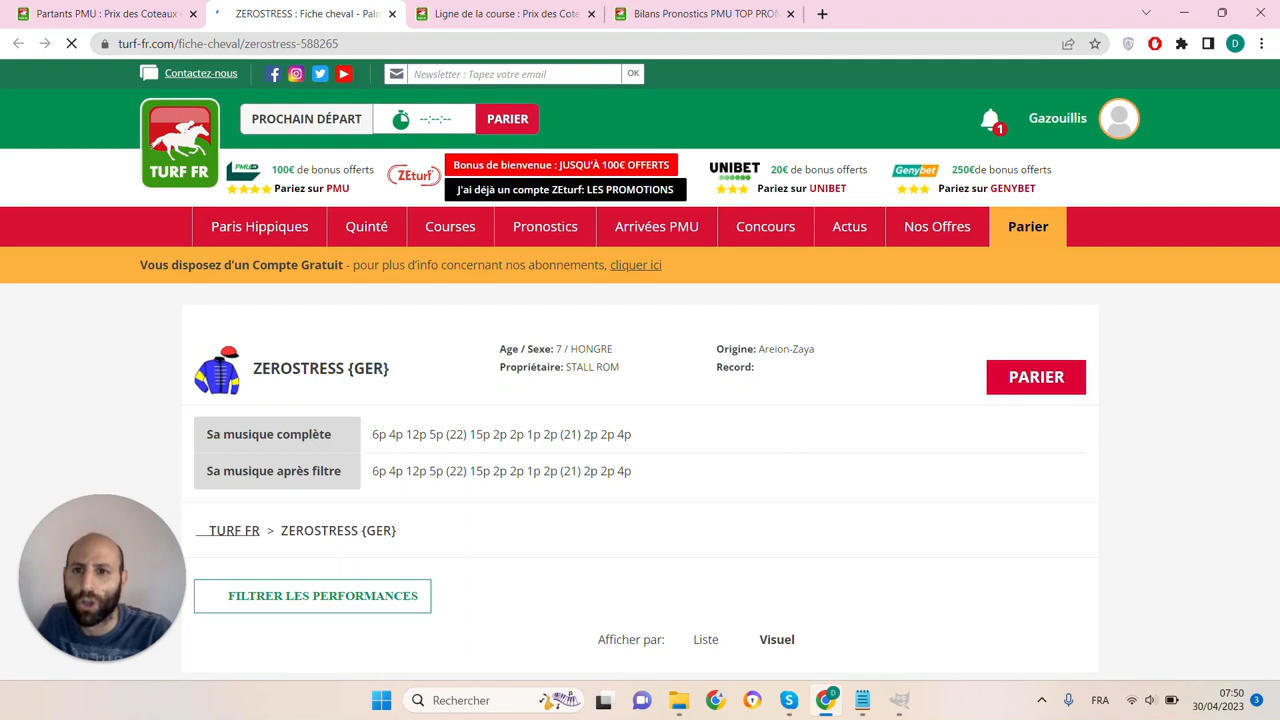 Partants PMU : Prix des Coteaux
ZEROSTRESS : Fiche cheval - Paln
Ligne de la course : Prix des Cote
Bilans Pronostics PMU TOP PRON
turf-fr.com/fiche-cheval/zerostress-588265
D
Contactez-nous
Newsletter : Tapez votre email
OK
TURF FR
PROCHAIN DÉPART
--:--:--
PARIER
1
Gazouillis
PMU
100€ de bonus offerts
Pariez sur PMU
ZEturf
Bonus de bienvenue : JUSQU'À 100€ OFFERTS
J'ai déjà un compte ZEturf: LES PROMOTIONS
UNIBET
20€ de bonus offerts
Pariez sur UNIBET
Genybet
250€de bonus offerts
Pariez sur GENYBET
Paris Hippiques
Quinté
Courses
Pronostics
Arrivées PMU
Concours
Actus
Nos Offres
Parier
Vous disposez d'un Compte Gratuit - pour plus d'info concernant nos abonnements, cliquer ici
ZEROSTRESS {GER}
Age / Sexe: 7 / HONGRE
Propriétaire: STALL ROM
Origine: Areion-Zaya
Record:
PARIER
Sa musique complète
6p 4p 12p 5p (22) 15p 2p 2p 1p 2p (21) 2p 2p 4p
Sa musique après filtre
6p 4p 12p 5p (22) 15p 2p 2p 1p 2p (21) 2p 2p 4p
TURF FR > ZEROSTRESS {GER}
FILTRER LES PERFORMANCES
Afficher par:
Liste
Visuel
Rechercher
D
FRA
07:50
30/04/2023
3